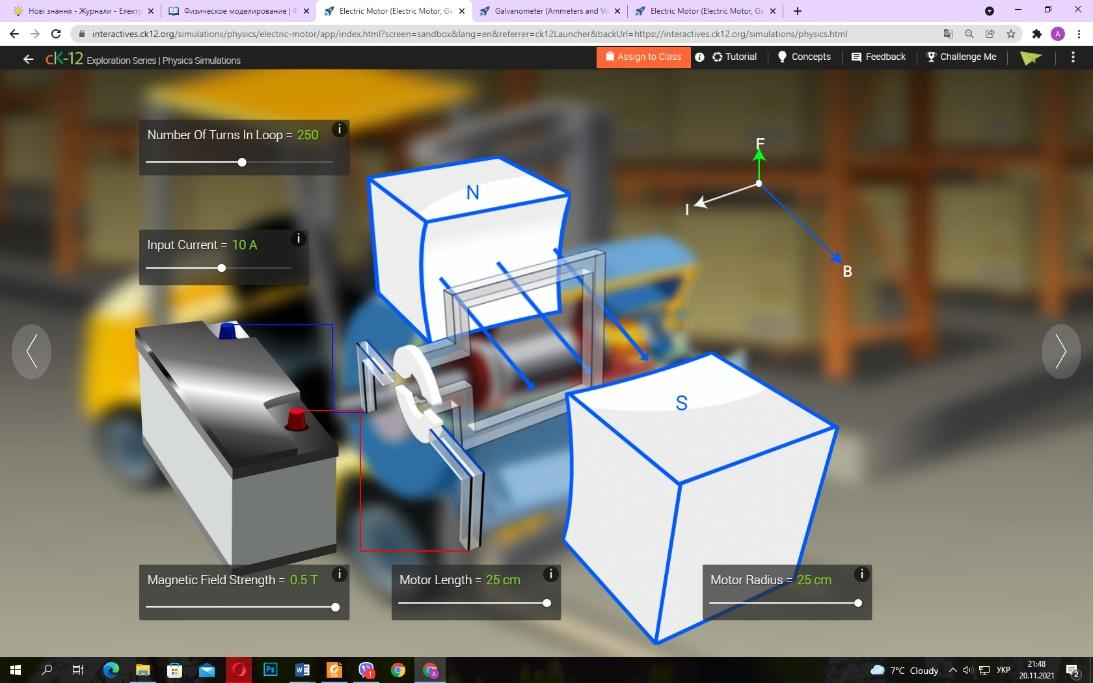 Нові знання - Журнали - Електр
Физическое моделирование | Ф
Electric Motor (Electric Motor, Ge
Galvanometer (Ammeters and Vo
Electric Motor (Electric Motor, Ge
interactives.ck12.org/simulations/physics/electric-motor/app/index.html?screen=sandbox&lang=en&referrer=ck12Launcher&backUrl=https://interactives.ck12.org/simulations/physics.html
A
cK-12 Exploration Series | Physics Simulations
Assign to Class
i
Tutorial
Concepts
Feedback
Challenge Me
Number Of Turns In Loop = 250
i
Input Current = 10 A
i
F
I
B
N
S
Magnetic Field Strength = 0.5 T
i
Motor Length = 25 cm
i
Motor Radius = 25 cm
i
7°C Cloudy
УКР
21:48
20.11.2021
2